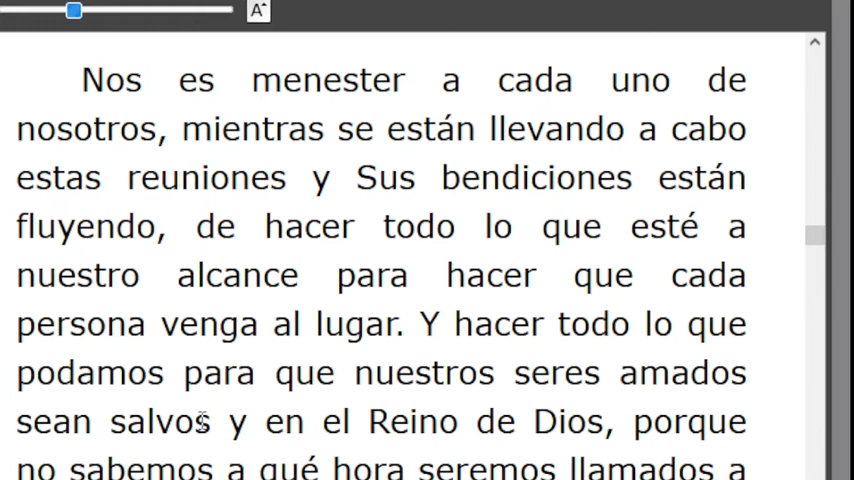 A
Nos es menester a cada uno de
nosotros, mientras se están llevando a cabo
estas reuniones y Sus bendiciones están
fluyendo, de hacer todo lo que esté a
nuestro alcance para hacer que cada
persona venga al lugar. Y hacer todo lo que
podamos para que nuestros seres amados
sean salvos y en el Reino de Dios, porque
no sabemos a qué hora seremos llamados a